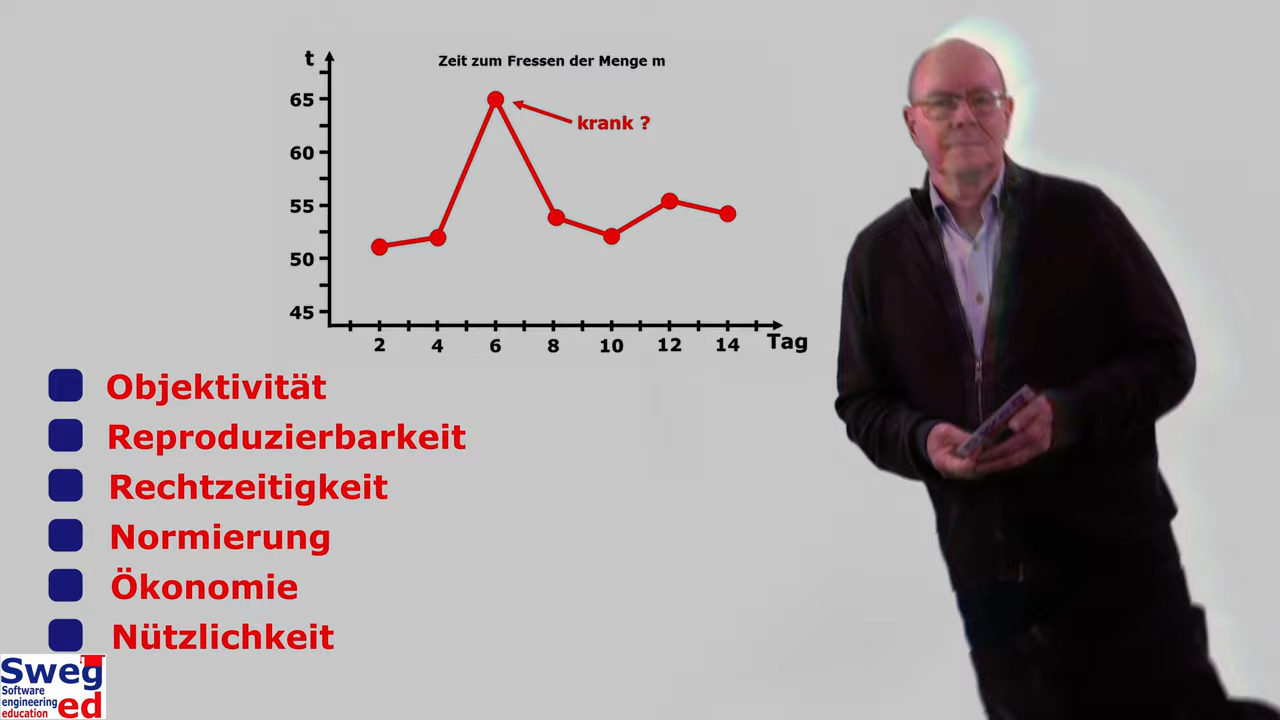 Zeit zum Fressen der Menge m
t
65
60
55
50
45
krank ?
2 4 6 8 10 12 14
Tag
Objektivität
Reproduzierbarkeit
Rechtzeitigkeit
Normierung
Ökonomie
Nützlichkeit
Sweg
Software
engineering
education
ed